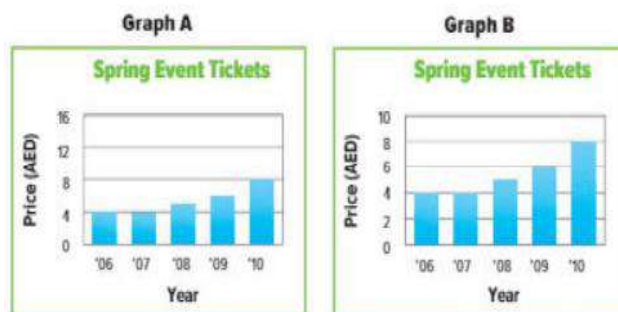 Graph A
Spring Event Tickets
Price (AED)
16
12
8
4
0
'06 '07 '08 '09 '10
Year
Graph B
Spring Event Tickets
Price (AED)
10
8
6
4
2
0
'06 '07 '08 '09 '10
Year